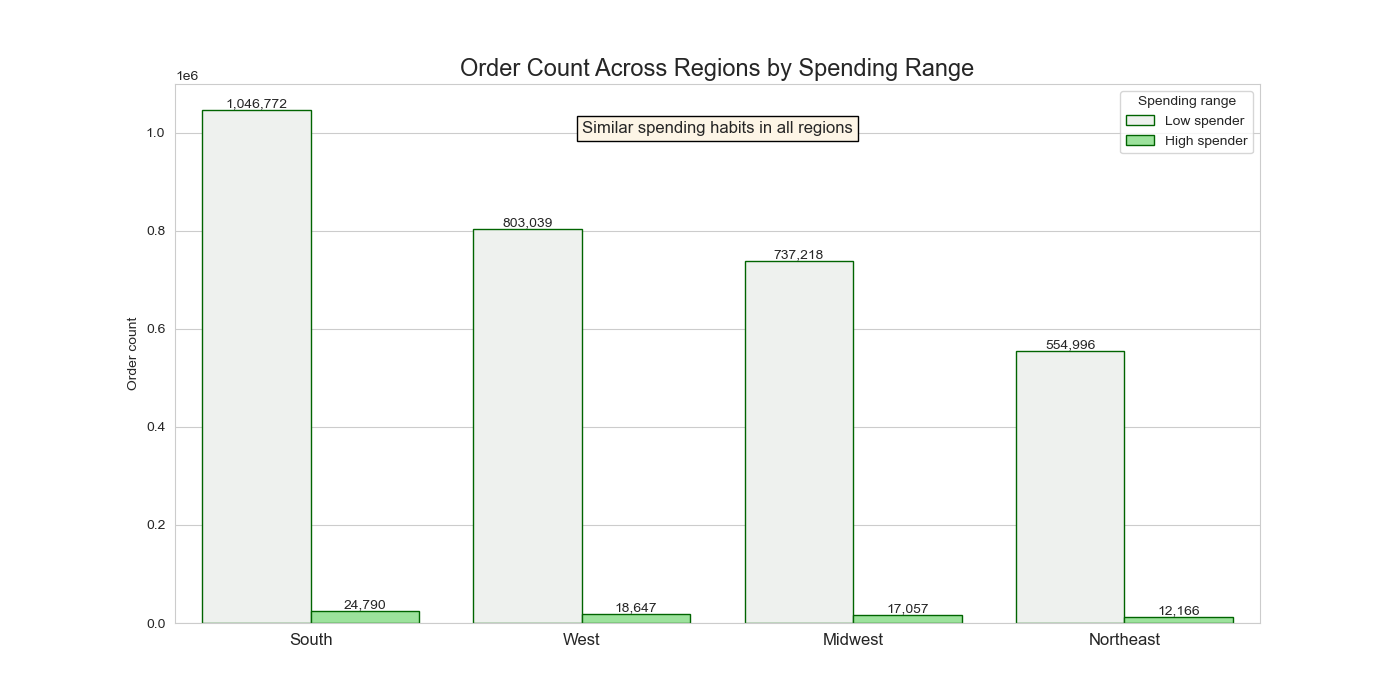 Order Count Across Regions by Spending Range
1e6
1,046,772
Similar spending habits in all regions
Spending range
Low spender
High spender
1.0
0.8
0.6
0.4
0.2
0.0
Order count
803,039
737,218
554,996
24,790
18,647
17,057
12,166
South
West
Midwest
Northeast